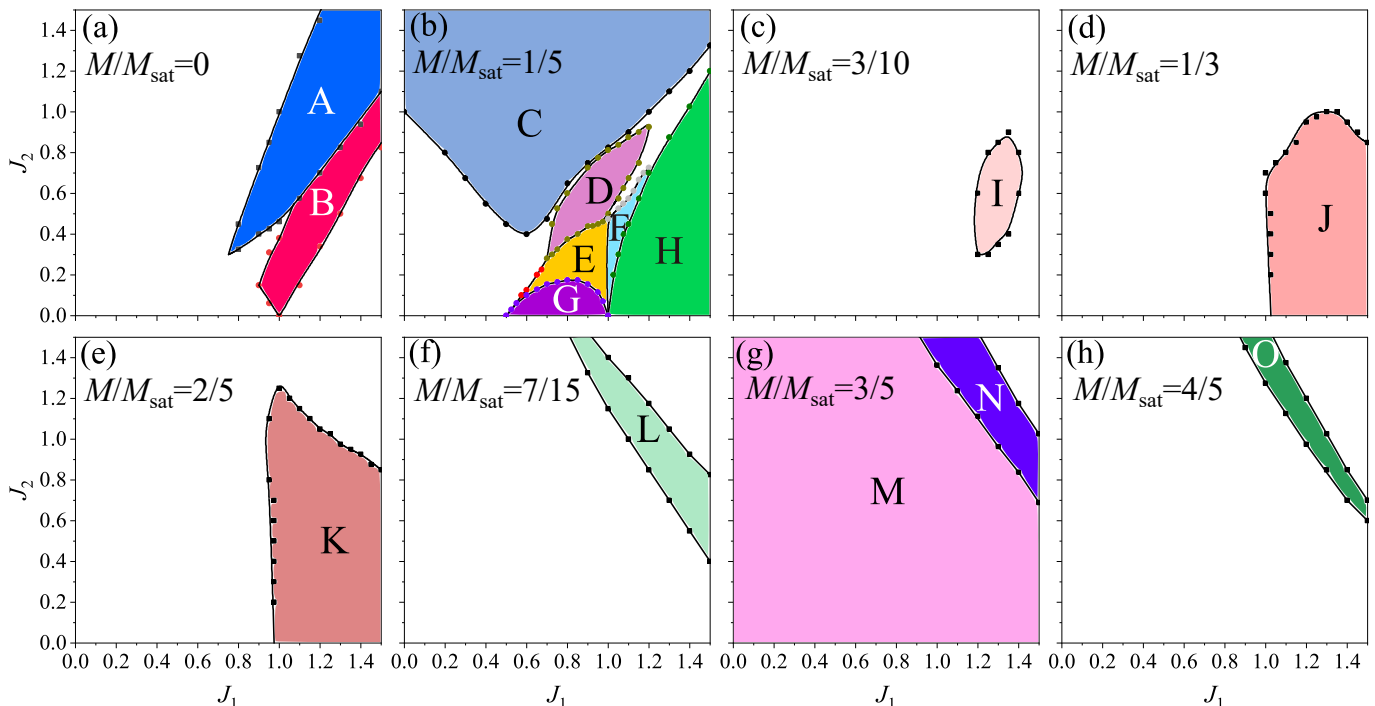 (a)
M/Msat=0
A
B
J2
1.4
1.2
1.0
0.8
0.6
0.4
0.2
0.0
(b)
M/Msat=1/5
C
D
E
F
G
H
(c)
M/Msat=3/10
I
(d)
M/Msat=1/3
J
(e)
M/Msat=2/5
K
J2
1.4
1.2
1.0
0.8
0.6
0.4
0.2
0.0
0.0 0.2 0.4 0.6 0.8 1.0 1.2 1.4
J1
(f)
M/Msat=7/15
L
0.0 0.2 0.4 0.6 0.8 1.0 1.2 1.4
J1
(g)
M/Msat=3/5
M
N
0.0 0.2 0.4 0.6 0.8 1.0 1.2 1.4
J1
(h)
M/Msat=4/5
O
0.0 0.2 0.4 0.6 0.8 1.0 1.2 1.4
J1